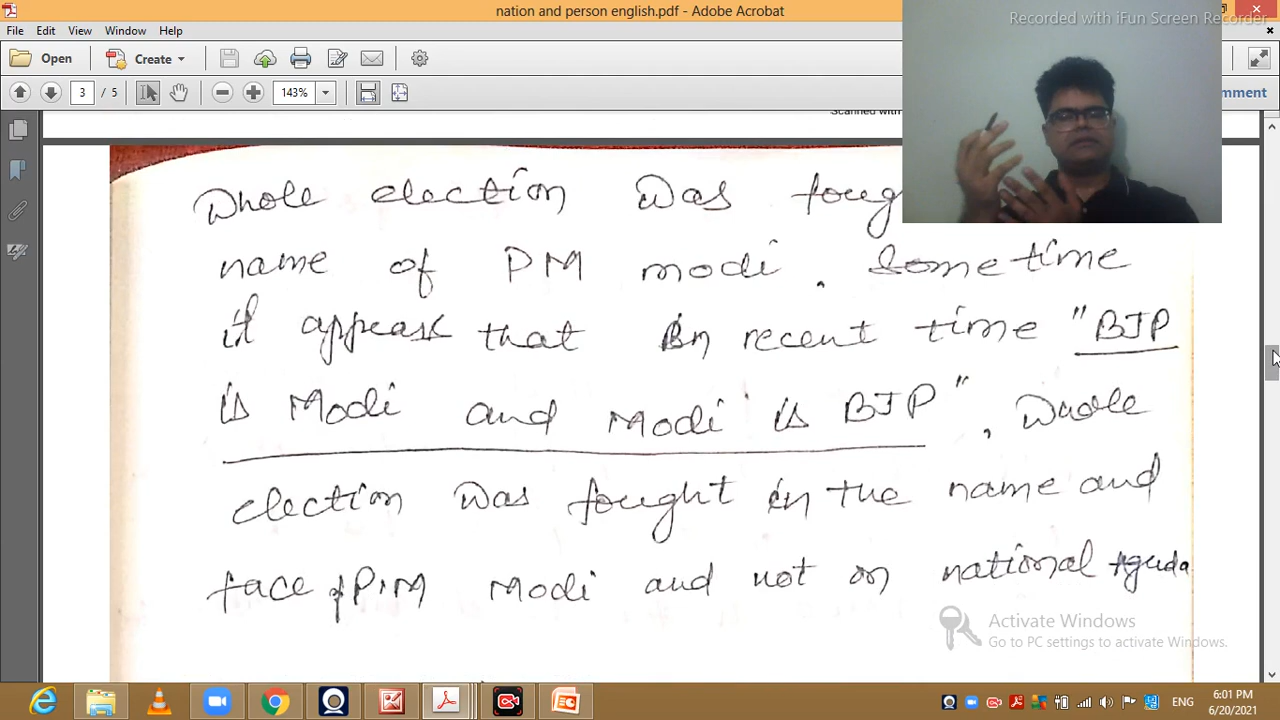 nation and person english.pdf - Adobe Acrobat
Recorded with iFun Screen Recorder
File Edit View Window Help
Open Create
3 / 5 143% Comment
Scanned with
Whole election was foug
name of PM modi. Sometime
it appears that in recent time "BJP
is Modi and Modi is BJP". Whole
election was fought in the name and
face of PM Modi and not on national Agenda
Activate Windows
Go to PC settings to activate Windows.
ENG
6:01 PM
6/20/2021